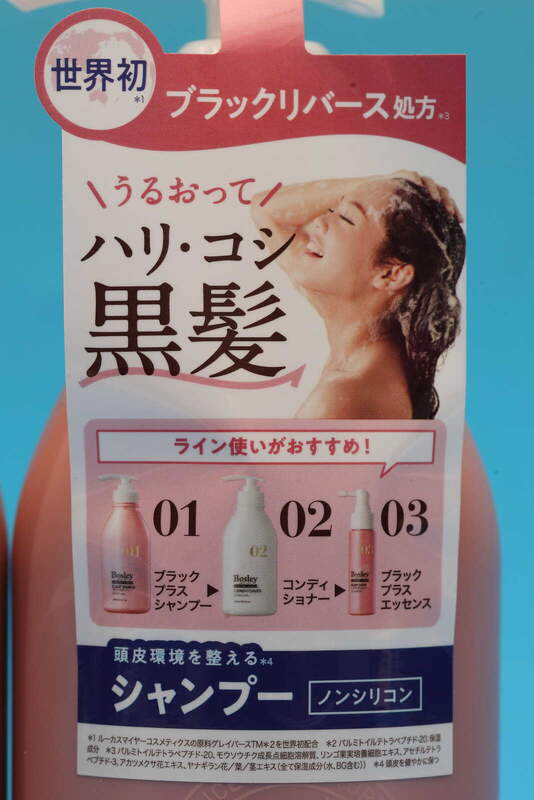 世界初*1
ブラックリバース処方*3
うるおって
ハリ・コシ
黒髪
ライン使いがおすすめ！
01
02
03
Bosley
02
Bosley
ブラック
プラス
シャンプー
コンディ
ショナー
ブラック
プラス
エッセンス
頭皮環境を整える*4
シャンプー
ノンシリコン
*1 ルーカスマイヤーコスメティクスの原料グレイバースTM*2を世界初配合 *2 パルミトイルテトラペプチド-20:保湿
成分 *3 パルミトイルテトラペプチド-20、モウソウチク成長点細胞溶解質、リンゴ果実培養細胞エキス、アセチルテトラ
ペプチド-3、アカツメクサ花エキス、ヤナギラン花／葉／茎エキス(全て保湿成分(水、BG含む)) *4 頭皮を健やかに保つ